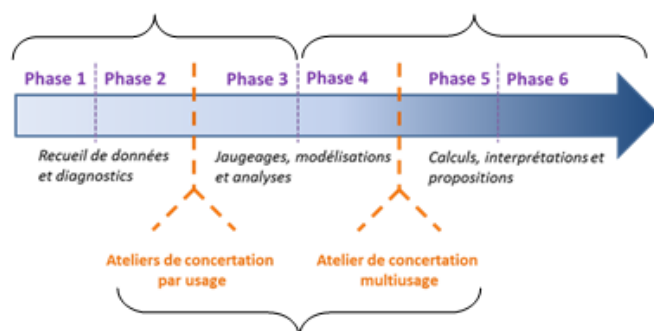 Phase 1 Phase 2 Phase 3 Phase 4 Phase 5 Phase 6
Recueil de données
et diagnostics
Jaugeages, modélisations
et analyses
Calculs, interprétations et
propositions
Ateliers de concertation
par usage
Atelier de concertation
multiusage